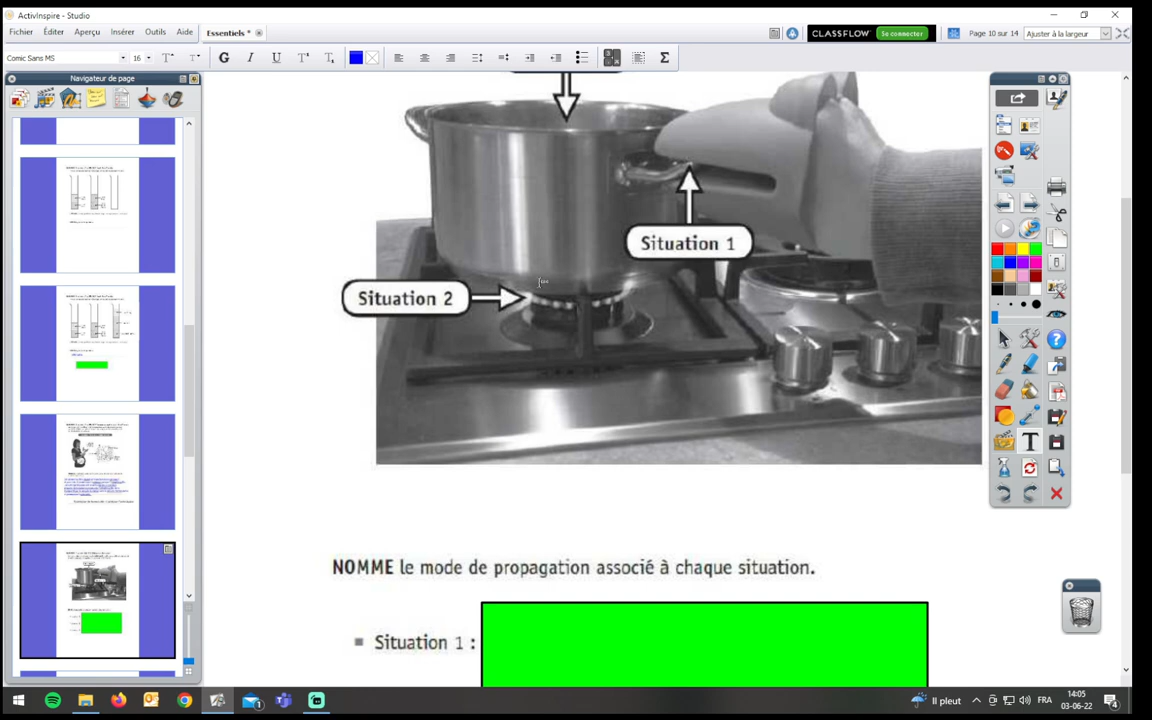 ActivInspire - Studio
Fichier Éditer Aperçu Insérer Outils Aide
Essentiels *
CLASSFLOW Se connecter
Page 10 sur 14
Ajuster à la largeur
Comic Sans MS 16
G I U T T
Navigateur de page
Situation 1
Situation 2
NOMME le mode de propagation associé à chaque situation.
Situation 1 :
T
Il pleut
FRA
14:05
03-06-22